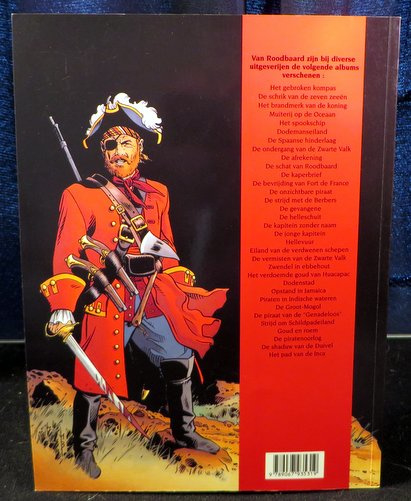 Van Roodbaard zijn bij diverse
uitgeverijen de volgende albums
verschenen :
Het gebroken kompas
De schrik van de zeven zeeën
Het brandmerk van de koning
Muiterij op de Oceaan
Het spookschip
Dodemanseiland
De Spaanse hinderlaag
De ondergang van de Zwarte Valk
De afrekening
De schat van Roodbaard
De kaperbrief
De bevrijding van Fort de France
De onzichtbare piraat
De strijd met de Berbers
De gevangene
De helleschuit
De kapitein zonder naam
De jonge kapitein
Hellevuur
Eiland van de verdwenen schepen
De vermisten van de Zwarte Valk
Zwendel in ebbehout
Het verdoemde goud van Huacapac
Dodenstad
Opstand in Jamaica
Piraten in Indische wateren
De Groot-Mogol
De piraat van de "Genadeloos"
Strijd om Schildpadeiland
Goud en roem
De piratenoorlog
De shaduw van de Duivel
Het pad van de Inca
9 789067 935319